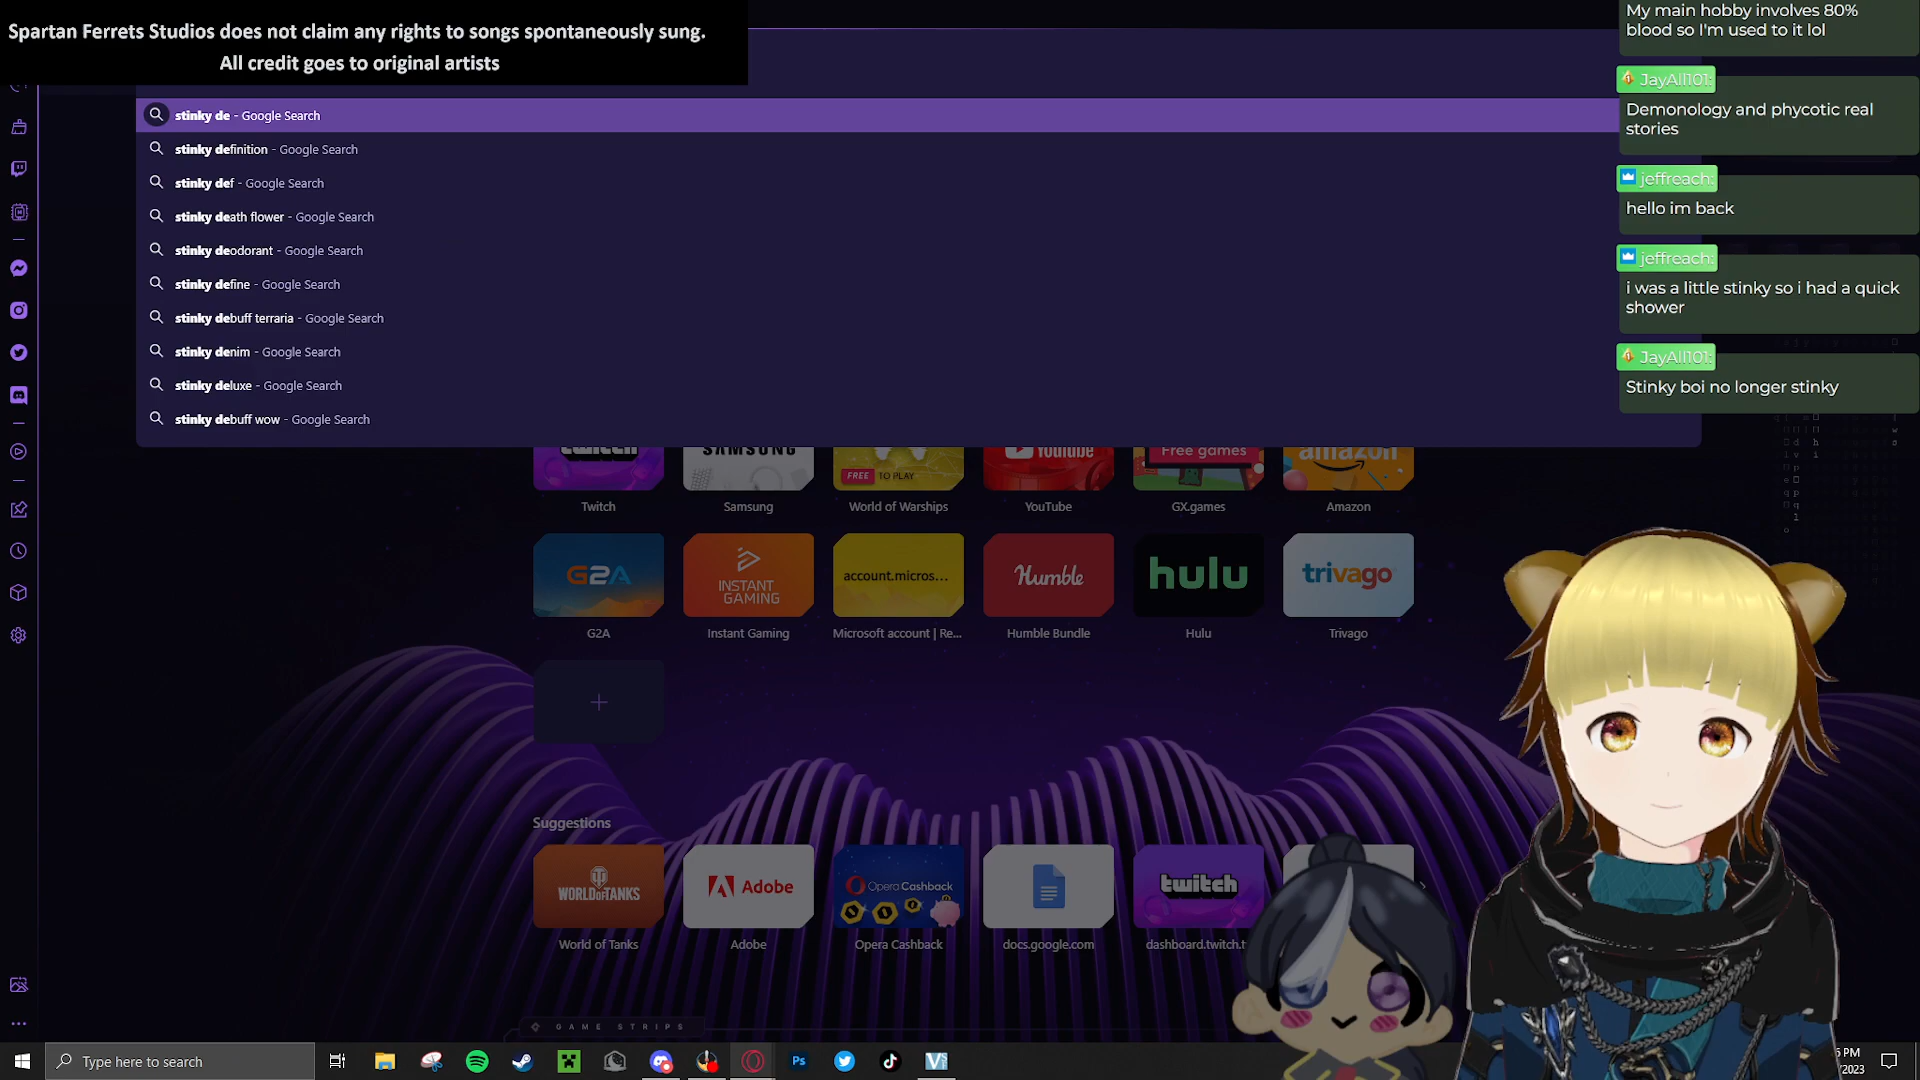 Spartan Ferrets Studios does not claim any rights to songs spontaneously sung.
All credit goes to original artists
stinky de - Google Search
stinky definition - Google Search
stinky def - Google Search
stinky death flower - Google Search
stinky deodorant - Google Search
stinky define - Google Search
stinky debuff terraria - Google Search
stinky denim - Google Search
stinky deluxe - Google Search
stinky debuff wow - Google Search
My main hobby involves 80%
blood so I'm used to it lol
JayAll101:
Demonology and phycotic real
stories
jeffreach:
hello im back
jeffreach:
i was a little stinky so i had a quick
shower
JayAll101:
Stinky boi no longer stinky
twitch
SAMSUNG
FREE TO PLAY
YouTube
Free games
amazon
Twitch
Samsung
World of Warships
YouTube
GX.games
Amazon
G2A
INSTANT
GAMING
account.micros...
Humble
hulu
trivago
G2A
Instant Gaming
Microsoft account | Re...
Humble Bundle
Hulu
Trivago
Suggestions
WORLD OF TANKS
Adobe
Opera Cashback
twitch
World of Tanks
Adobe
Opera Cashback
docs.google.com
dashboard.twitch.t
GAME STRIPS
Type here to search
Ps
PM
/2023